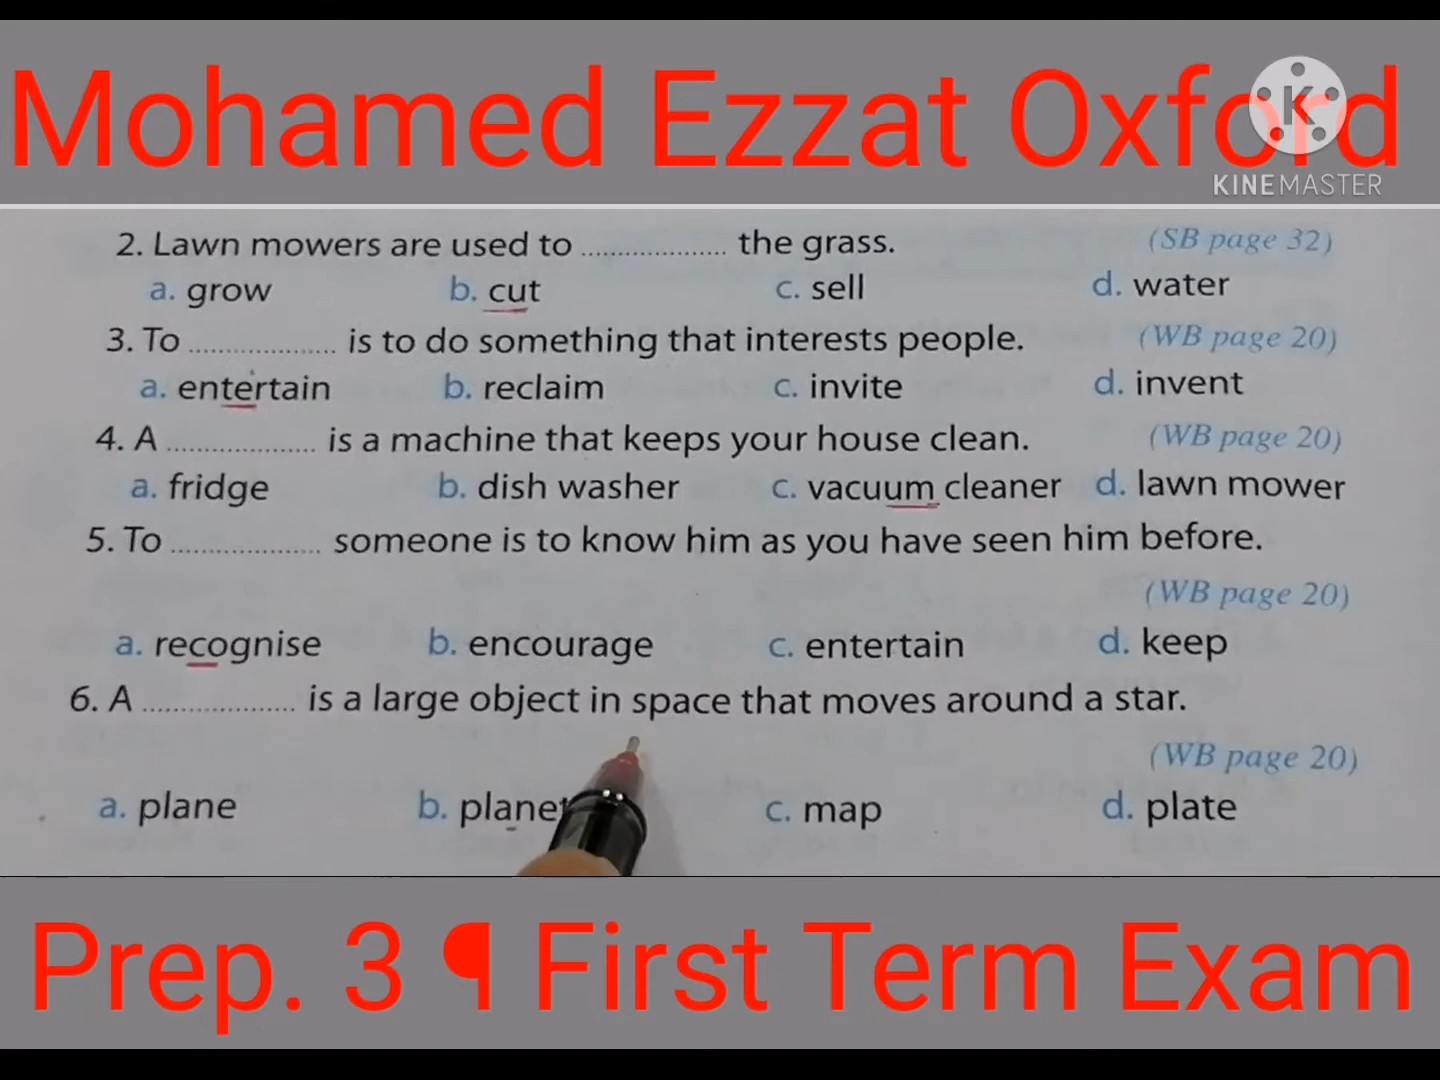 Mohamed Ezzat Oxford
K
KINEMASTER
2. Lawn mowers are used to .................... the grass. (SB page 32)
a. grow b. cut c. sell d. water
3. To .................... is to do something that interests people. (WB page 20)
a. entertain b. reclaim c. invite d. invent
4. A .................... is a machine that keeps your house clean. (WB page 20)
a. fridge b. dish washer c. vacuum cleaner d. lawn mower
5. To .................... someone is to know him as you have seen him before.
(WB page 20)
a. recognise b. encourage c. entertain d. keep
6. A .................... is a large object in space that moves around a star.
(WB page 20)
a. plane b. planet c. map d. plate
Prep. 3 ¶ First Term Exam